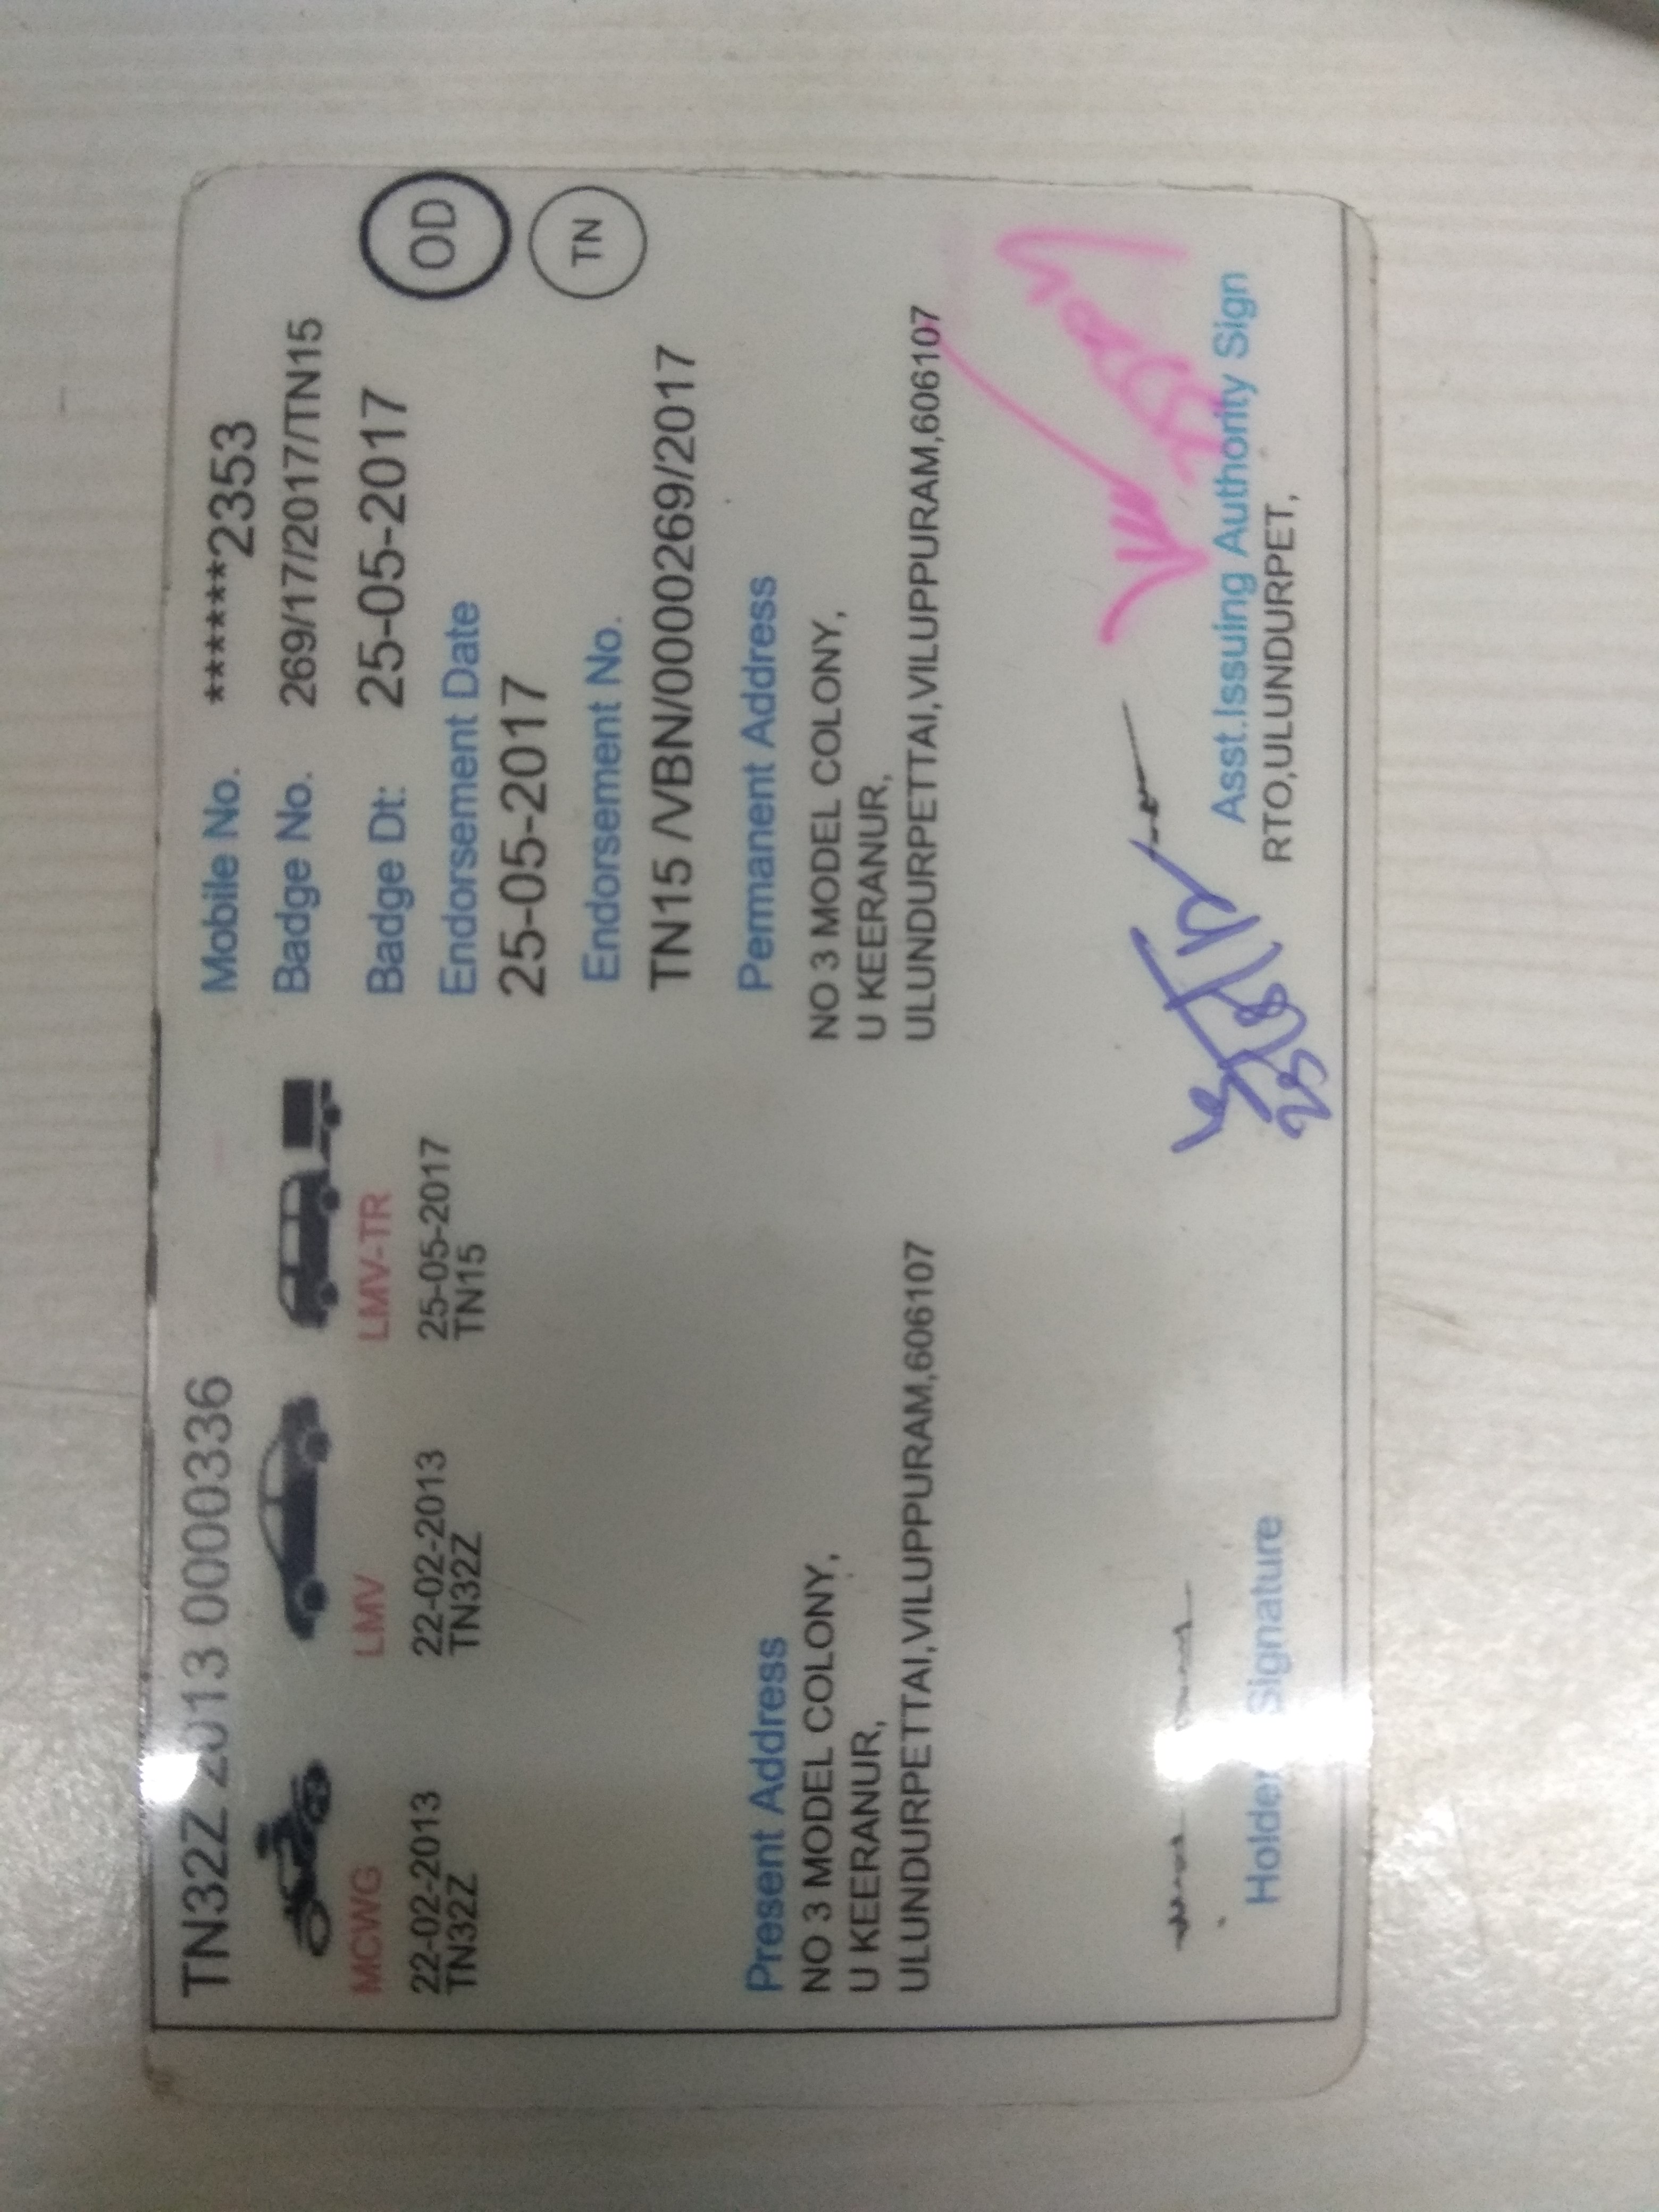 TN32Z 2013 0000336
MCWG
22-02-2013
TN32Z
LMV
22-02-2013
TN32Z
LMV-TR
25-05-2017
TN15
Mobile No. ******2353
Badge No. 269/17/2017/TN15
Badge Dt: 25-05-2017
OD
TN
Endorsement Date
25-05-2017
Endorsement No.
TN15 /VBN/0000269/2017
Present Address
NO 3 MODEL COLONY,
U KEERANUR,
ULUNDURPETTAI,VILUPPURAM,606107
Permanent Address
NO 3 MODEL COLONY,
U KEERANUR,
ULUNDURPETTAI,VILUPPURAM,606107
Holder Signature
Asst.Issuing Authority Sign
RTO,ULUNDURPET,